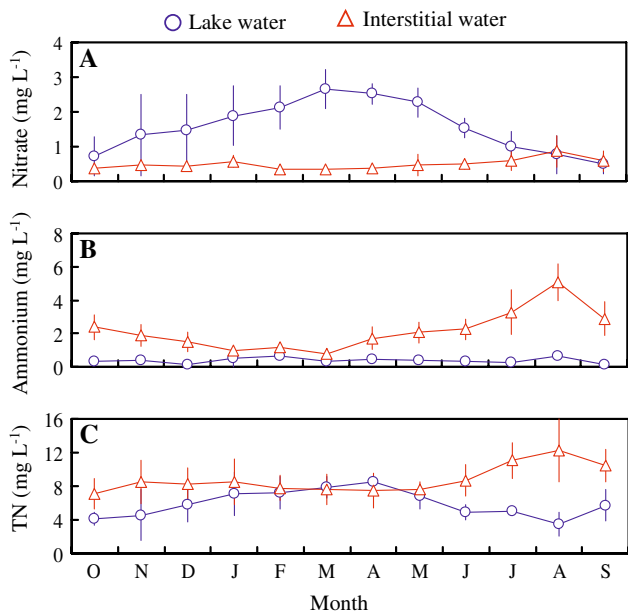 Lake water Interstitial water
A
Nitrate (mg L-1)
4
3
2
1
0
B
Ammonium (mg L-1)
8
6
4
2
0
C
TN (mg L-1)
16
12
8
4
0
O N D J F M A M J J A S
Month